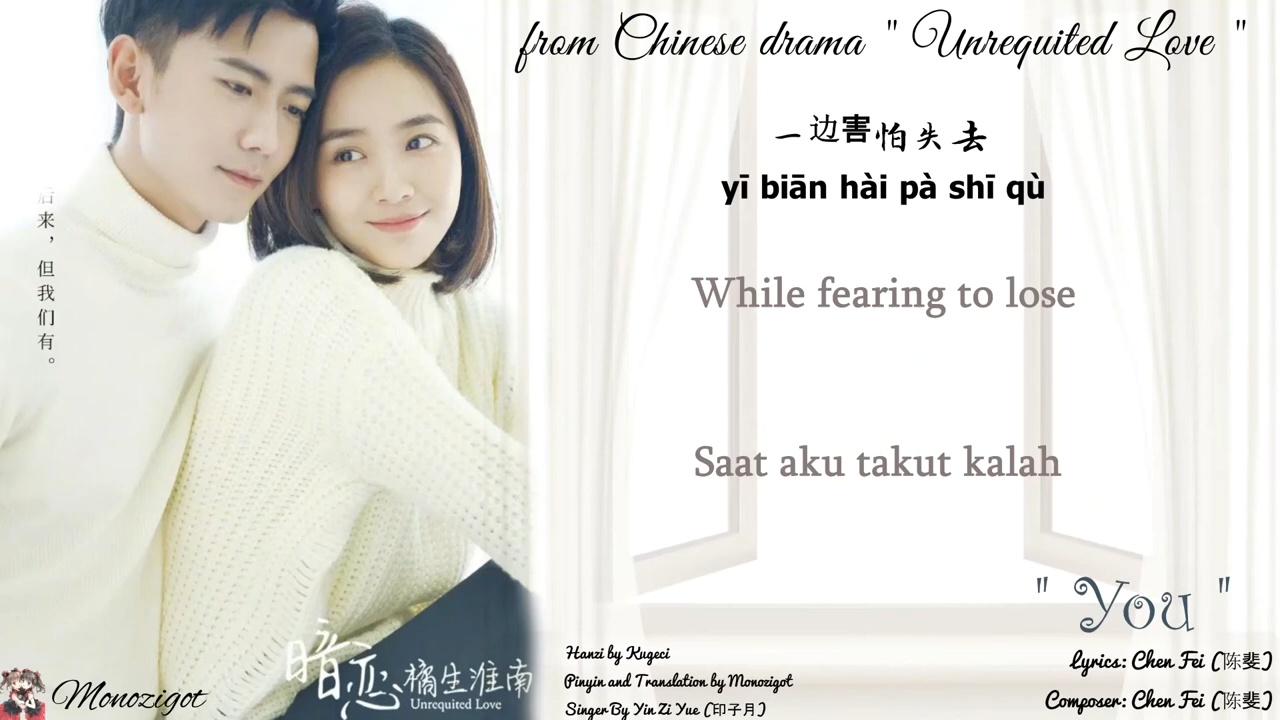 from Chinese drama " Unrequited Love "
一边害怕失去
yī biān hài pà shī qù
While fearing to lose
Saat aku takut kalah
后来，但我们有。
" You "
暗恋 橘生淮南
Unrequited Love
Monozigot
Hanzi by Kugeci
Pinyin and Translation by Monozigot
Singer By Yin Zi Yue (印子月)
Lyrics: Chen Fei (陈斐)
Composer: Chen Fei (陈斐)